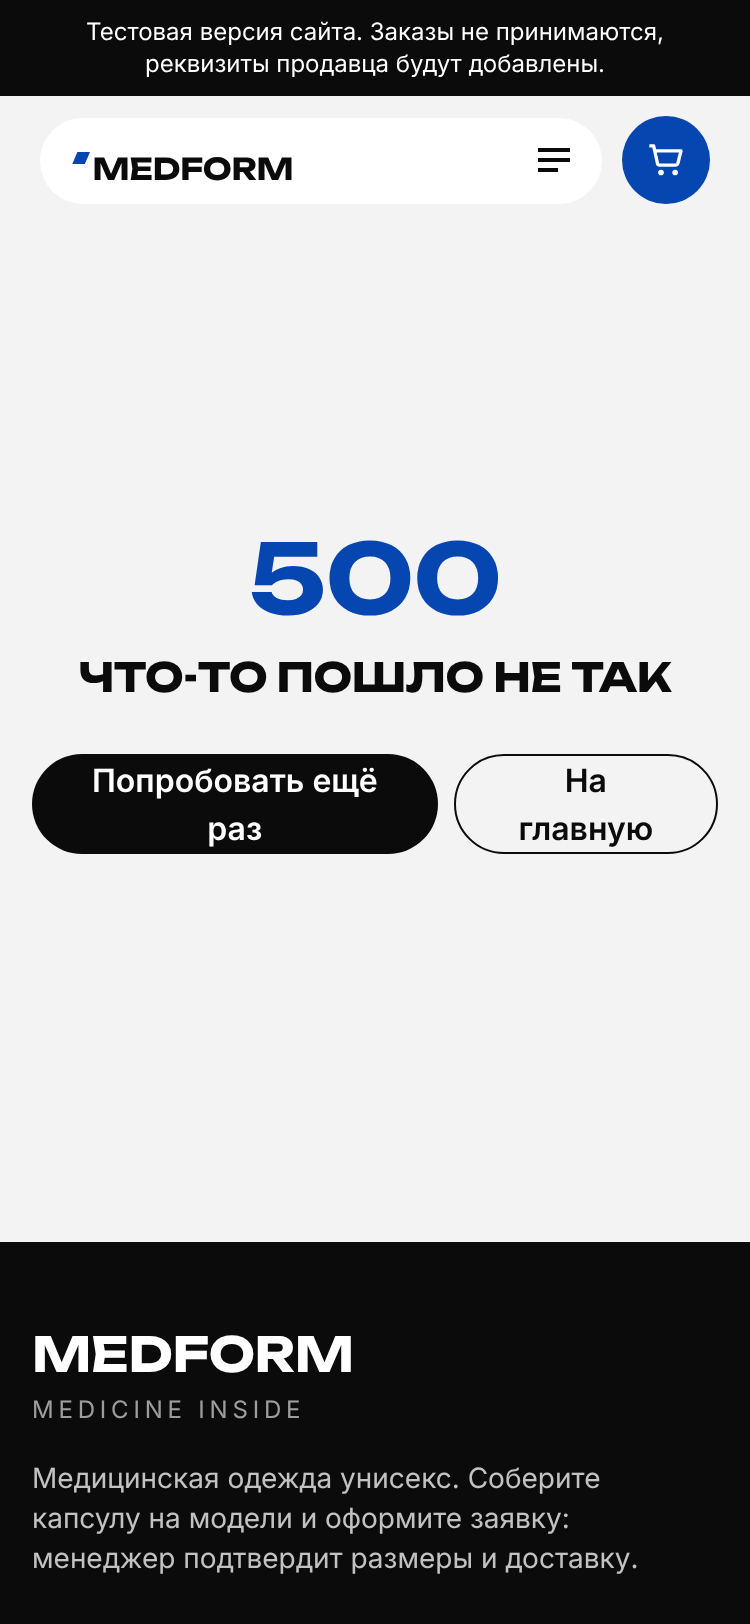 Тестовая версия сайта. Заказы не принимаются,
реквизиты продавца будут добавлены.
MEDFORM
500
ЧТО-ТО ПОШЛО НЕ ТАК
Попробовать ещё
раз
На
главную
MEDFORM
MEDICINE INSIDE
Медицинская одежда унисекс. Соберите
капсулу на модели и оформите заявку:
менеджер подтвердит размеры и доставку.